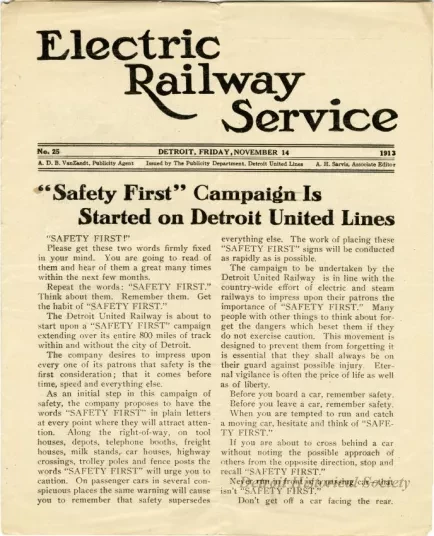 Electric
Railway
Service
No. 25 DETROIT, FRIDAY, NOVEMBER 14 1913
A. D. B. VanZandt, Publicity Agent Issued by The Publicity Department, Detroit United Lines A. H. Sarvis, Associate Editor
"Safety First" Campaign Is
Started on Detroit United Lines
"SAFETY FIRST!"
Please get these two words firmly fixed
in your mind. You are going to read of
them and hear of them a great many times
within the next few months.
Repeat the words: "SAFETY FIRST."
Think about them. Remember them. Get
the habit of "SAFETY FIRST."
The Detroit United Railway is about to
start upon a "SAFETY FIRST" campaign
extending over its entire 800 miles of track
within and without the city of Detroit.
The company desires to impress upon
every one of its patrons that safety is the
first consideration; that it comes before
time, speed and everything else.
As an initial step in this campaign of
safety, the company proposes to have the
words "SAFETY FIRST" in plain letters
at every point where they will attract atten-
tion. Along the right-of-way, on tool
houses, depots, telephone booths, freight
houses, milk stands, car houses, highway
crossings, trolley poles and fence posts the
words "SAFETY FIRST" will urge you to
caution. On passenger cars in several con-
spicuous places the same warning will cause
you to remember that safety supersedes
everything else. The work of placing these
"SAFETY FIRST" signs will be conducted
as rapidly as is possible.
The campaign to be undertaken by the
Detroit United Railway is in line with the
country-wide effort of electric and steam
railways to impress upon their patrons the
importance of "SAFETY FIRST." Many
people with other things to think about for-
get the dangers which beset them if they
do not exercise caution. This movement is
designed to prevent them from forgetting it
is essential that they shall always be on
their guard against possible injury. Eter-
nal vigilance is often the price of life as well
as of liberty.
Before you board a car, remember safety.
Before you leave a car, remember safety.
When you are tempted to run and catch
a moving car, hesitate and think of "SAFE-
TY FIRST."
If you are about to cross behind a car
without noting the possible approach of
others from the opposite direction, stop and
recall "SAFETY FIRST."
Never run in front of a moving car—that
isn't "SAFETY FIRST."
Don't get off a car facing the rear.
Detroit Historical Society